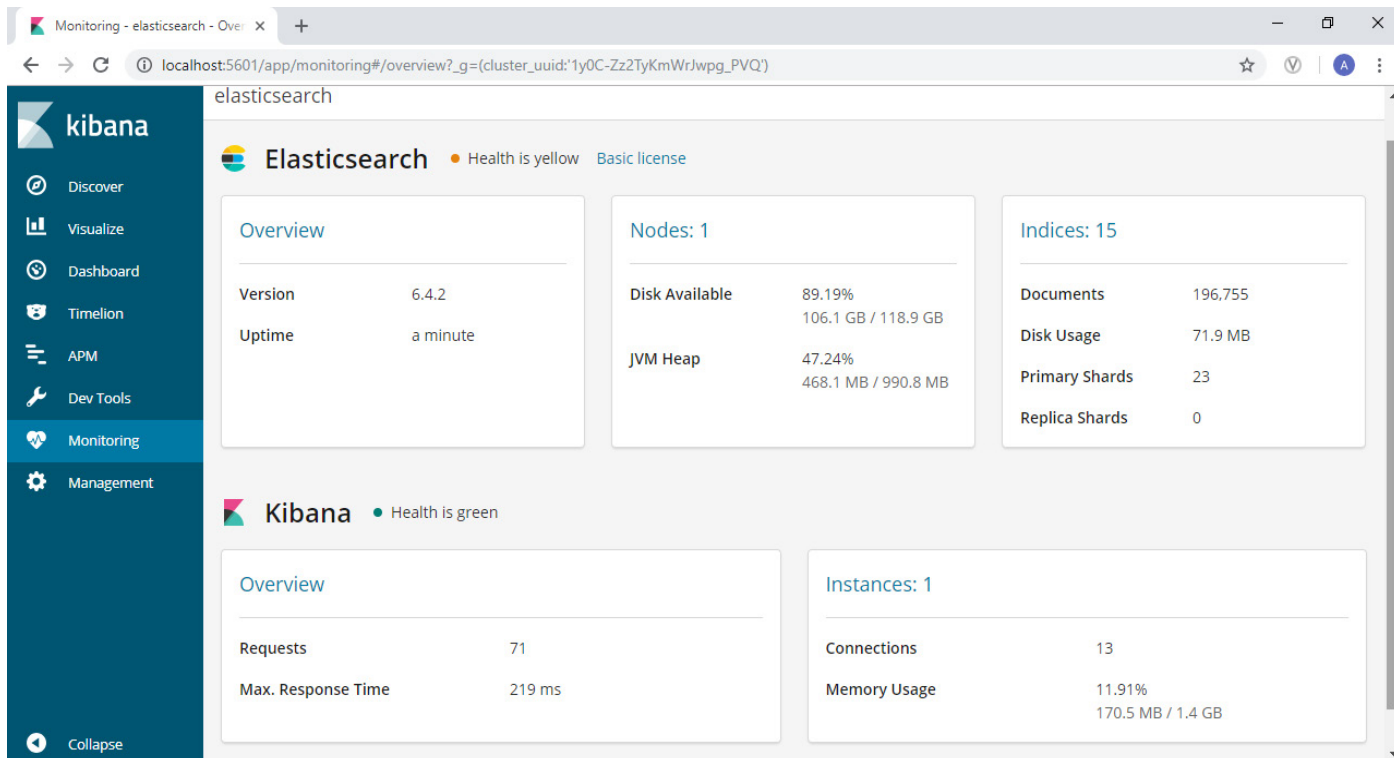 Monitoring - elasticsearch - Over
localhost:5601/app/monitoring#/overview?_g=(cluster_uuid:'1y0C-Zz2TyKmWrJwpg_PVQ')
A
kibana
Discover
Visualize
Dashboard
Timelion
APM
Dev Tools
Monitoring
Management
Collapse
elasticsearch
Elasticsearch Health is yellow Basic license
Overview
Version 6.4.2
Uptime a minute
Nodes: 1
Disk Available 89.19%
106.1 GB / 118.9 GB
JVM Heap 47.24%
468.1 MB / 990.8 MB
Indices: 15
Documents 196,755
Disk Usage 71.9 MB
Primary Shards 23
Replica Shards 0
Kibana Health is green
Overview
Requests 71
Max. Response Time 219 ms
Instances: 1
Connections 13
Memory Usage 11.91%
170.5 MB / 1.4 GB